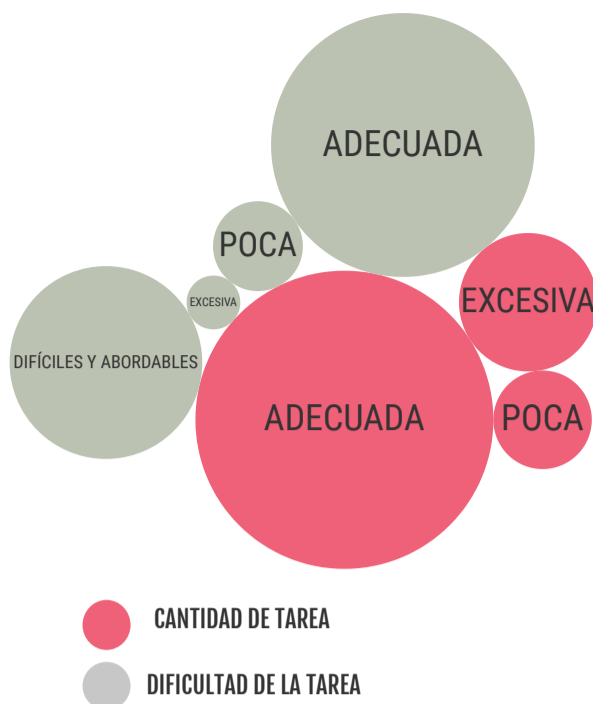 ADECUADA
POCA
EXCESIVA
EXCESIVA
DIFÍCILES Y ABORDABLES
ADECUADA
POCA
CANTIDAD DE TAREA
DIFICULTAD DE LA TAREA